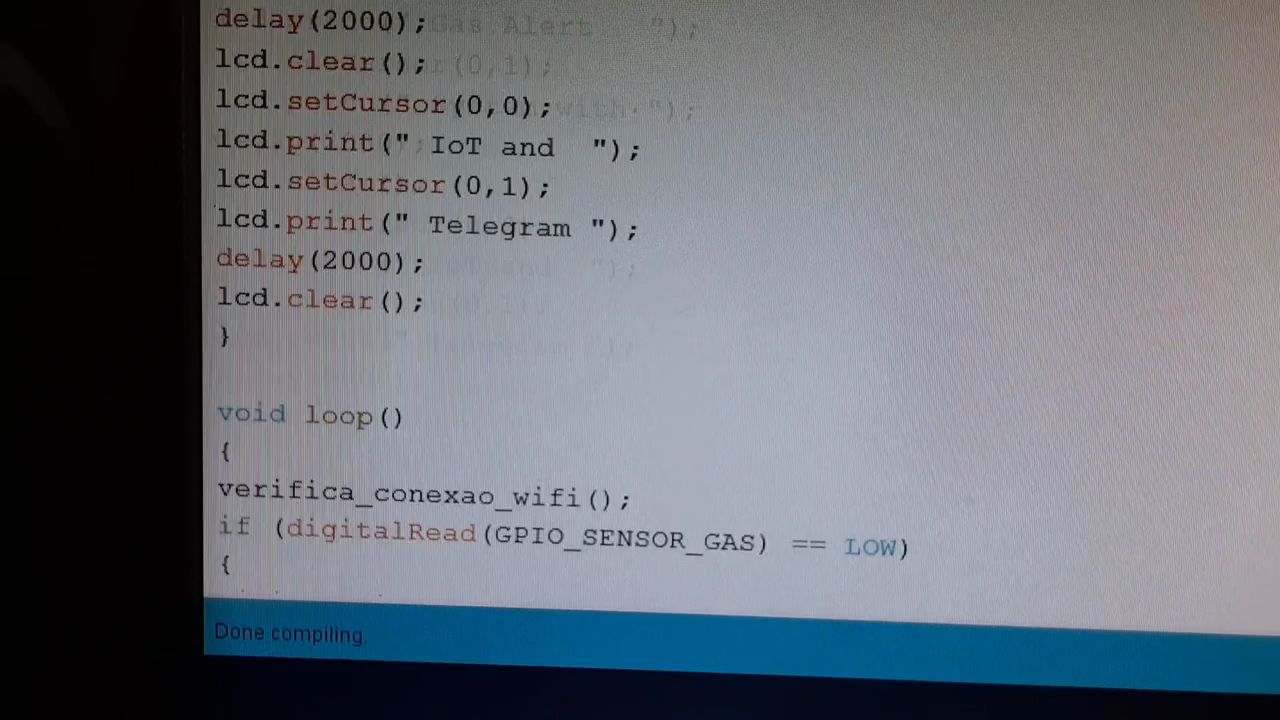 delay(2000);
lcd.clear();
lcd.setCursor(0,0);
lcd.print(" IoT and  ");
lcd.setCursor(0,1);
lcd.print(" Telegram ");
delay(2000);
lcd.clear();
}
void loop()
{
verifica_conexao_wifi();
if (digitalRead(GPIO_SENSOR_GAS) == LOW)
{
Done compiling.